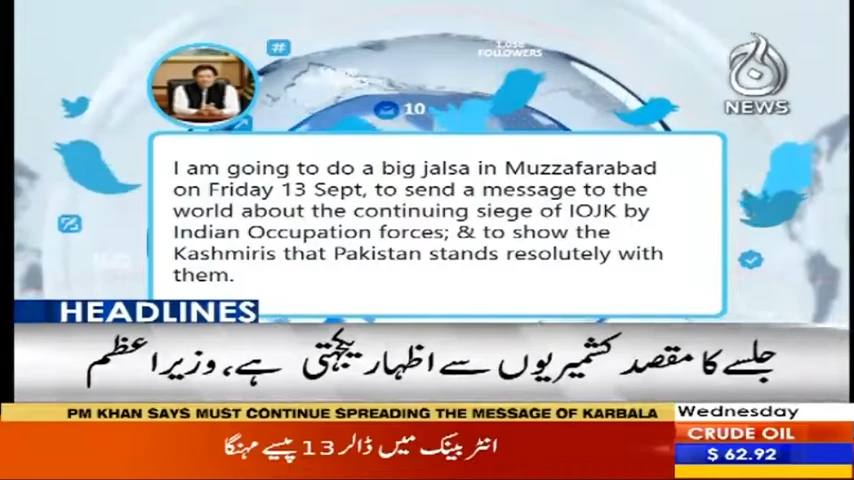 #
1,056
FOLLOWERS
10
NEWS
I am going to do a big jalsa in Muzzafarabad
on Friday 13 Sept, to send a message to the
world about the continuing siege of IOJK by
Indian Occupation forces; & to show the
Kashmiris that Pakistan stands resolutely with
them.
HEADLINES
جلسے کا مقصد کشمیریوں سے اظہار یکجہتی ہے، وزیراعظم
PM KHAN SAYS MUST CONTINUE SPREADING THE MESSAGE OF KARBALA
Wednesday
انٹربینک میں ڈالر 13 پیسے مہنگا
CRUDE OIL
$ 62.92